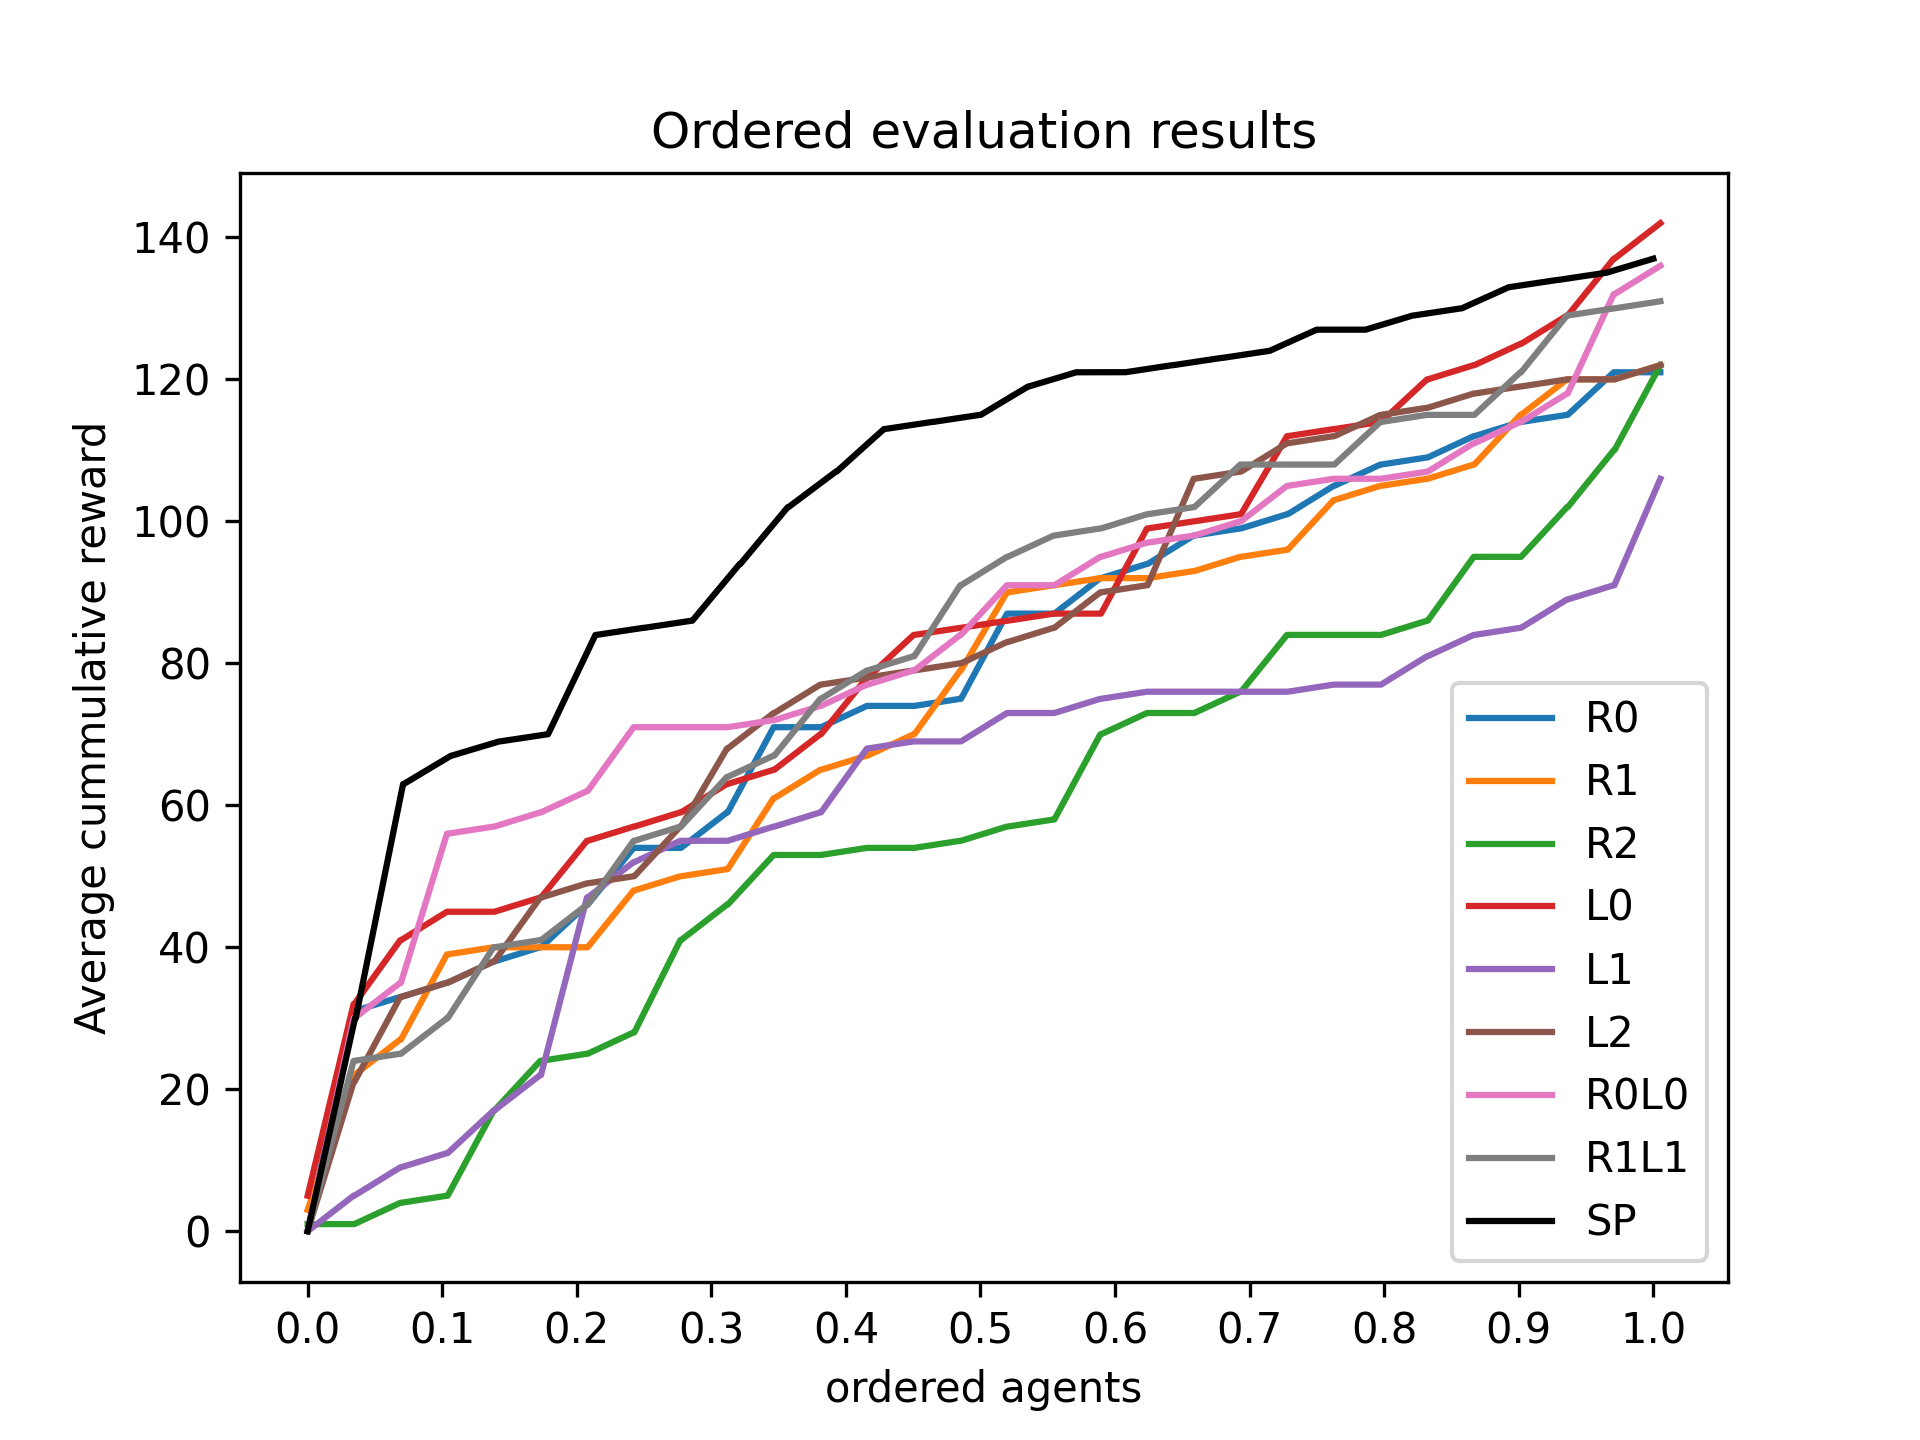 Ordered evaluation results
Average cummulative reward
140
120
100
80
60
40
20
0
0.0 0.1 0.2 0.3 0.4 0.5 0.6 0.7 0.8 0.9 1.0
ordered agents
R0
R1
R2
L0
L1
L2
R0L0
R1L1
SP